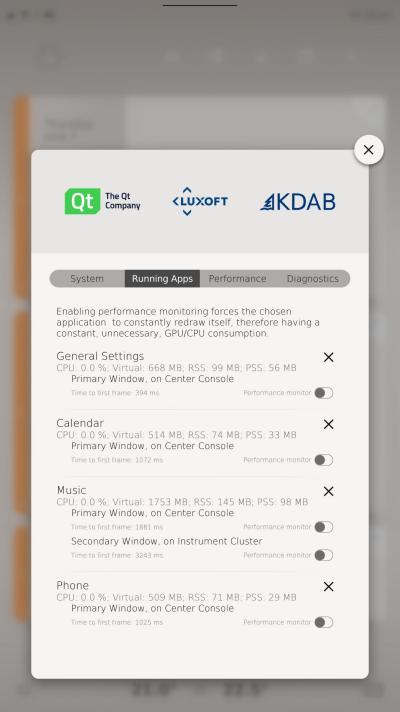 Qt The Qt Company
LUXOFT
KDAB
System Running Apps Performance Diagnostics
Enabling performance monitoring forces the chosen
application to constantly redraw itself, therefore having a
constant, unnecessary, GPU/CPU consumption.
General Settings
CPU: 0.0 %; Virtual: 668 MB; RSS: 99 MB; PSS: 56 MB
Primary Window, on Center Console
Time to first frame: 394 ms Performance monitor
Calendar
CPU: 0.0 %; Virtual: 514 MB; RSS: 74 MB; PSS: 33 MB
Primary Window, on Center Console
Time to first frame: 1072 ms Performance monitor
Music
CPU: 0.0 %; Virtual: 1753 MB; RSS: 145 MB; PSS: 98 MB
Primary Window, on Center Console
Time to first frame: 1881 ms Performance monitor
Secondary Window, on Instrument Cluster
Time to first frame: 3243 ms Performance monitor
Phone
CPU: 0.0 %; Virtual: 509 MB; RSS: 71 MB; PSS: 29 MB
Primary Window, on Center Console
Time to first frame: 1025 ms Performance monitor
21.0° 22.5°